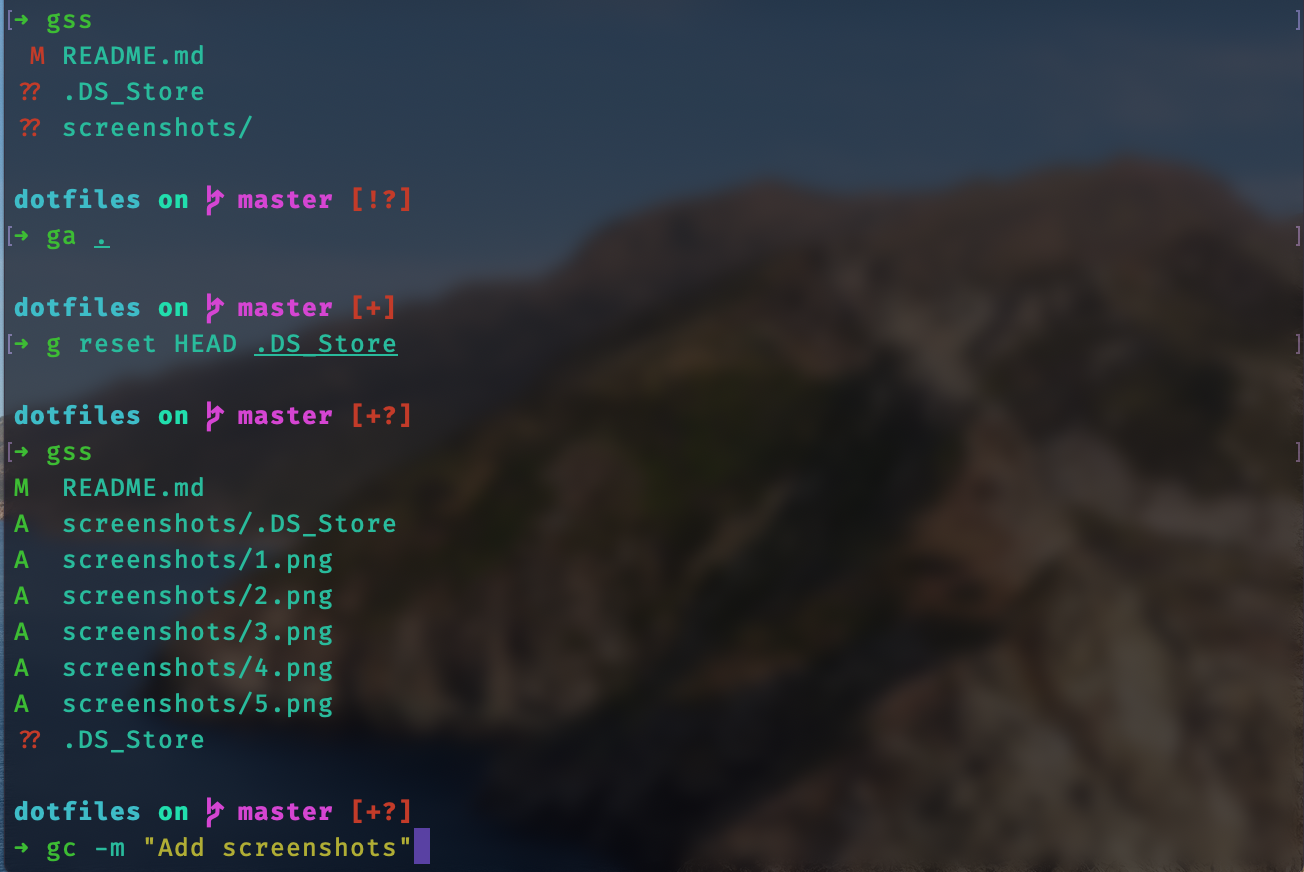 [➜ gss ]
 M README.md
?? .DS_Store
?? screenshots/
dotfiles on master [!?]
[➜ ga . ]
dotfiles on master [+]
[➜ g reset HEAD .DS_Store ]
dotfiles on master [+?]
[➜ gss ]
M  README.md
A  screenshots/.DS_Store
A  screenshots/1.png
A  screenshots/2.png
A  screenshots/3.png
A  screenshots/4.png
A  screenshots/5.png
?? .DS_Store
dotfiles on master [+?]
➜ gc -m "Add screenshots"